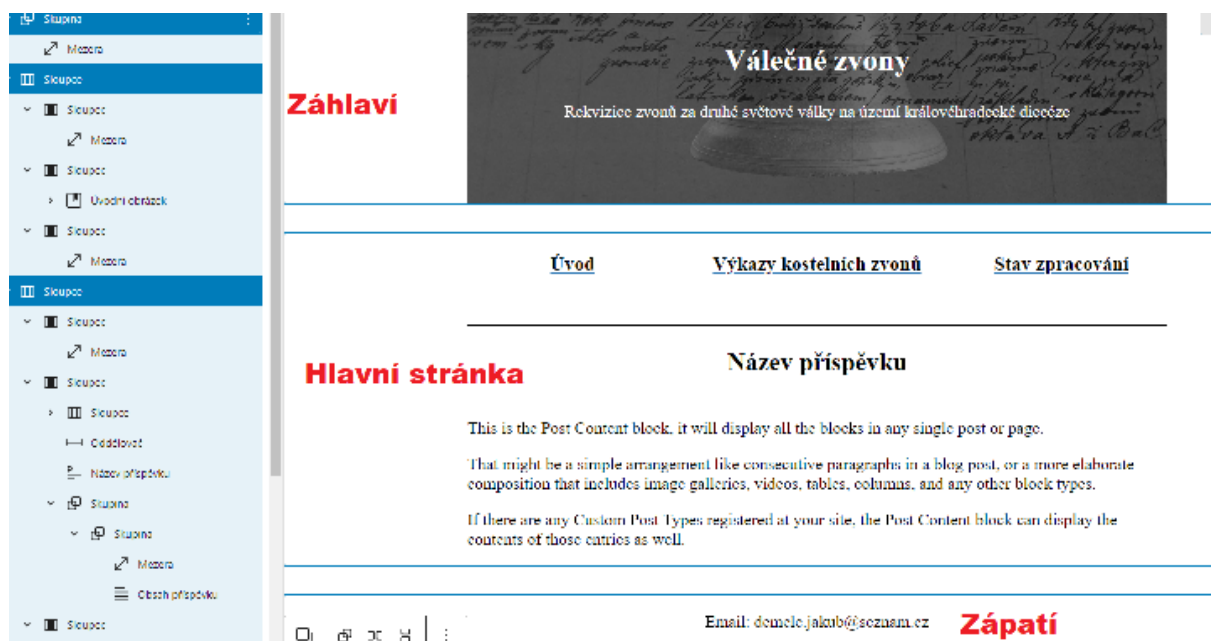 Skupina
Mezera
Sloupce
Sloupec
Mezera
Sloupec
Úvodní obrázek
Sloupec
Mezera
Sloupce
Sloupec
Mezera
Sloupec
Sloupce
Oddělovač
Název příspěvku
Skupina
Skupina
Mezera
Obsah příspěvku
Sloupec
Záhlaví
Válečné zvony
Rekvizice zvonů za druhé světové války na území královéhradecké diecéze
Úvod Výkazy kostelních zvonů Stav zpracování
Hlavní stránka
Název příspěvku
This is the Post Content block, it will display all the blocks in any single post or page.
That might be a simple arrangement like consecutive paragraphs in a blog post, or a more elaborate
composition that includes image galleries, videos, tables, columns, and any other block types.
If there are any Custom Post Types registered at your site, the Post Content block can display the
contents of those entries as well.
Email: demele.jakub@seznam.cz
Zápatí